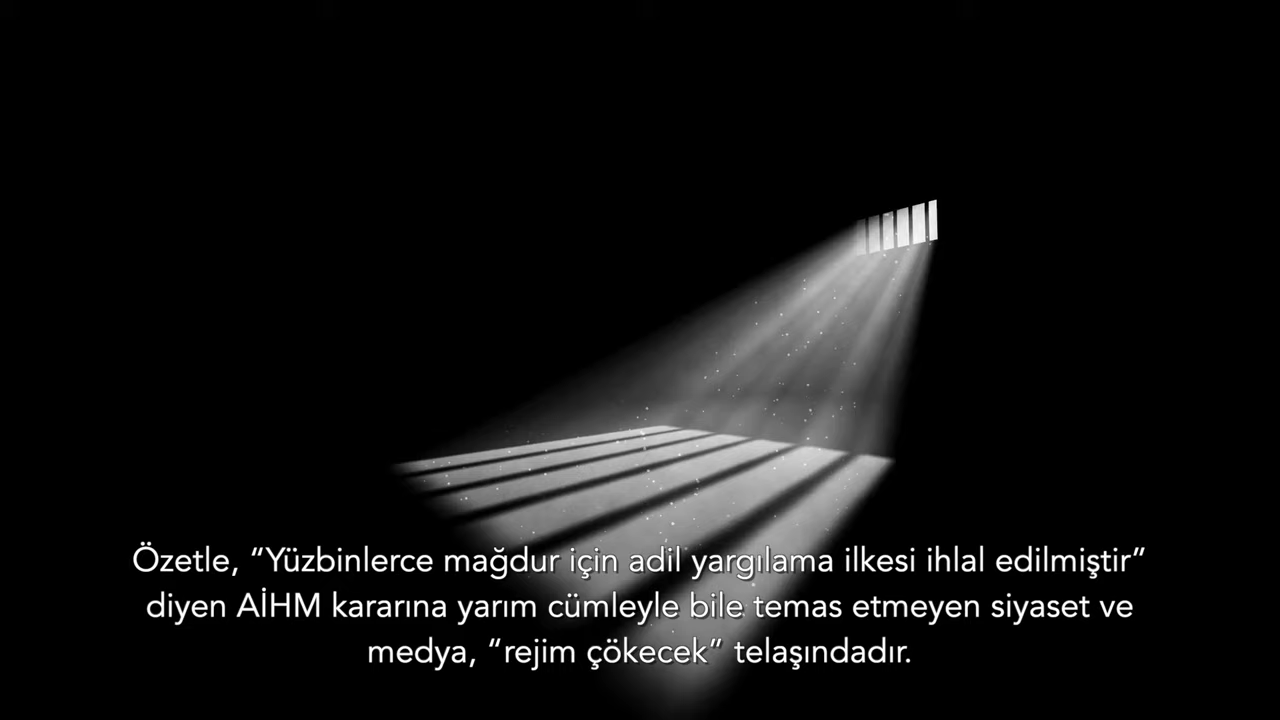 Özetle, “Yüzbinlerce mağdur için adil yargılama ilkesi ihlal edilmiştir”
diyen AİHM kararına yarım cümleyle bile temas etmeyen siyaset ve
medya, “rejim çökecek” telaşındadır.